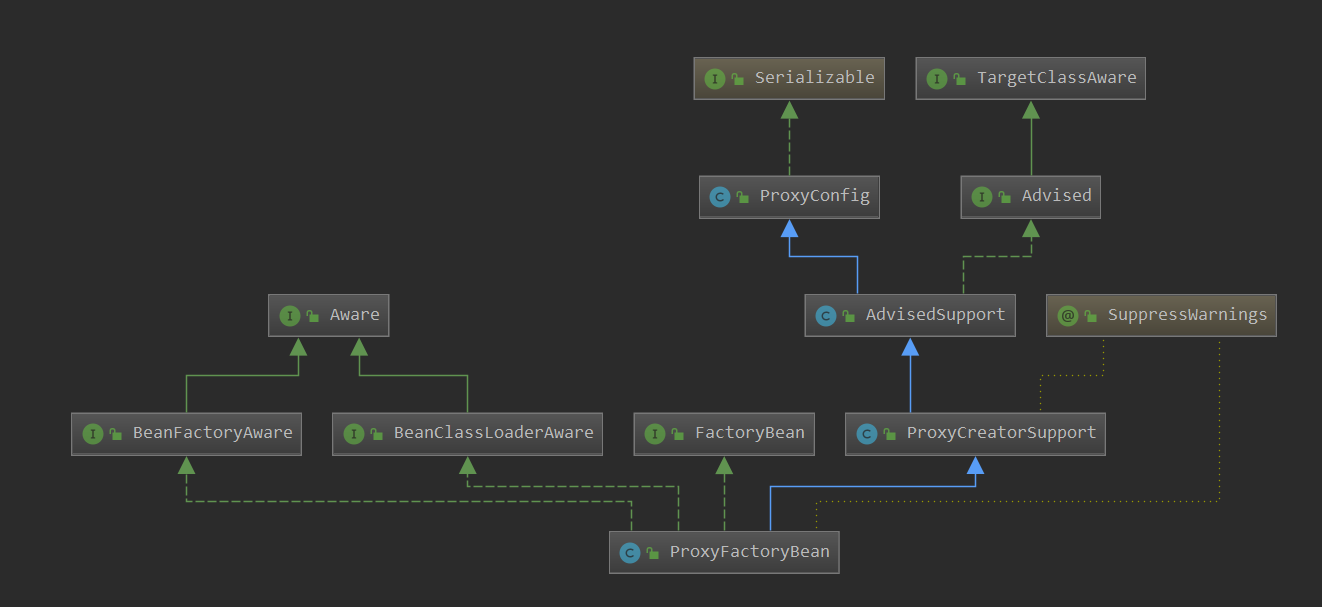 I Serializable
I TargetClassAware
C ProxyConfig
I Advised
I Aware
C AdvisedSupport
@ SuppressWarnings
I BeanFactoryAware
I BeanClassLoaderAware
I FactoryBean
C ProxyCreatorSupport
C ProxyFactoryBean